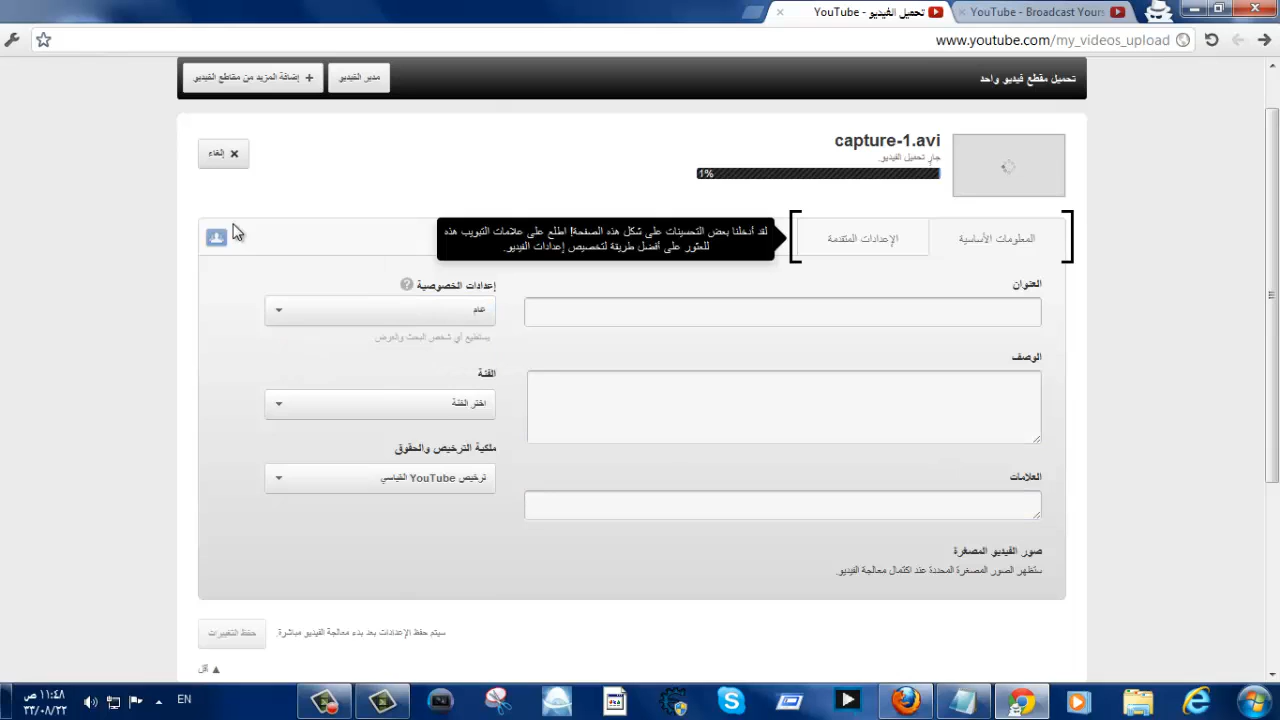 تحميل الفيديو - YouTube
YouTube - Broadcast Yours
www.youtube.com/my_videos_upload
تحميل مقطع فيديو واحد
مدير الفيديو
+ إضافة المزيد من مقاطع الفيديو
capture-1.avi
جارٍ تحميل الفيديو.
1%
إلغاء
المعلومات الأساسية
الإعدادات المتقدمة
لقد أدخلنا بعض التحسينات على شكل هذه الصفحة! اطلع على علامات التبويب هذه
للعثور على أفضل طريقة لتخصيص إعدادات الفيديو.
العنوان
إعدادات الخصوصية
عام
يستطيع أي شخص البحث والعرض
الوصف
الفئة
اختر الفئة
ملكية الترخيص والحقوق
ترخيص YouTube القياسي
العلامات
صور الفيديو المصغرة
ستظهر الصور المصغرة المحددة عند اكتمال معالجة الفيديو.
سيتم حفظ الإعدادات بعد بدء معالجة الفيديو مباشرة.
حفظ التغييرات
أقل
EN
١١:٤٨ ص
٣٣/٠٨/٢٢